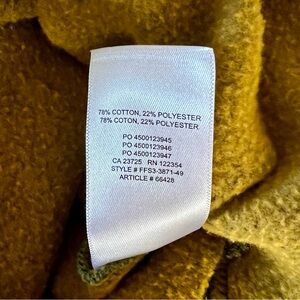 78% COTTON, 22% POLYESTER
78% COTON, 22% POLYESTER
PO 4500123945
PO 4500123946
PO 4500123947
CA 23725 RN 122354
STYLE # FFS3-3871-49
ARTICLE # 66428